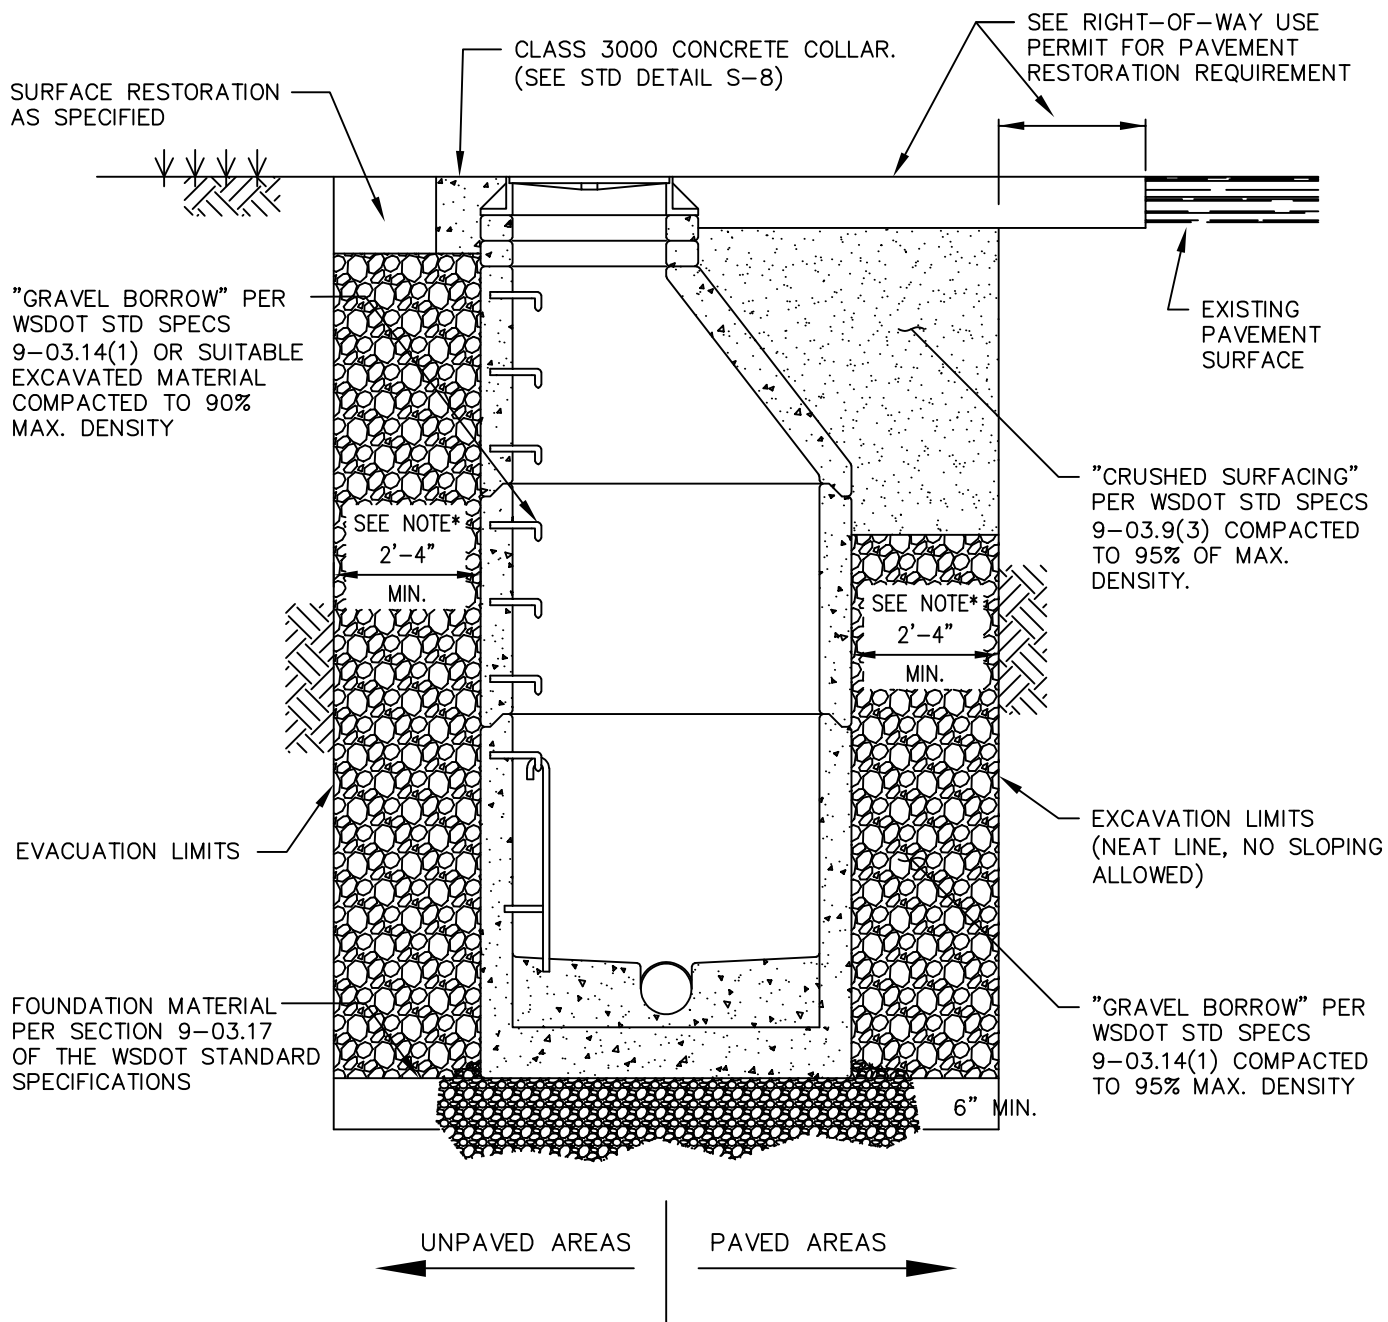 CLASS 3000 CONCRETE COLLAR.
(SEE STD DETAIL S-8)
SEE RIGHT-OF-WAY USE
PERMIT FOR PAVEMENT
RESTORATION REQUIREMENT
SURFACE RESTORATION
AS SPECIFIED
"GRAVEL BORROW" PER
WSDOT STD SPECS
9-03.14(1) OR SUITABLE
EXCAVATED MATERIAL
COMPACTED TO 90%
MAX. DENSITY
EXISTING
PAVEMENT
SURFACE
"CRUSHED SURFACING"
PER WSDOT STD SPECS
9-03.9(3) COMPACTED
TO 95% OF MAX.
DENSITY.
SEE NOTE*
2'-4"
MIN.
SEE NOTE*
2'-4"
MIN.
EVACUATION LIMITS
EXCAVATION LIMITS
(NEAT LINE, NO SLOPING
ALLOWED)
FOUNDATION MATERIAL
PER SECTION 9-03.17
OF THE WSDOT STANDARD
SPECIFICATIONS
"GRAVEL BORROW" PER
WSDOT STD SPECS
9-03.14(1) COMPACTED
TO 95% MAX. DENSITY
6" MIN.
UNPAVED AREAS
PAVED AREAS